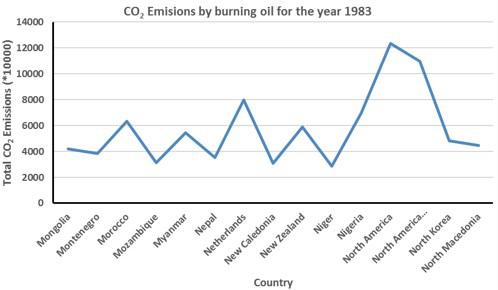 CO₂ Emisions by burning oil for the year 1983
Total CO₂ Emissions (*10000)
14000
12000
10000
8000
6000
4000
2000
0
Mongolia
Montenegro
Morocco
Mozambique
Myanmar
Nepal
Netherlands
New Caledonia
New Zealand
Niger
Nigeria
North America
North America...
North Korea
North Macedonia
Country